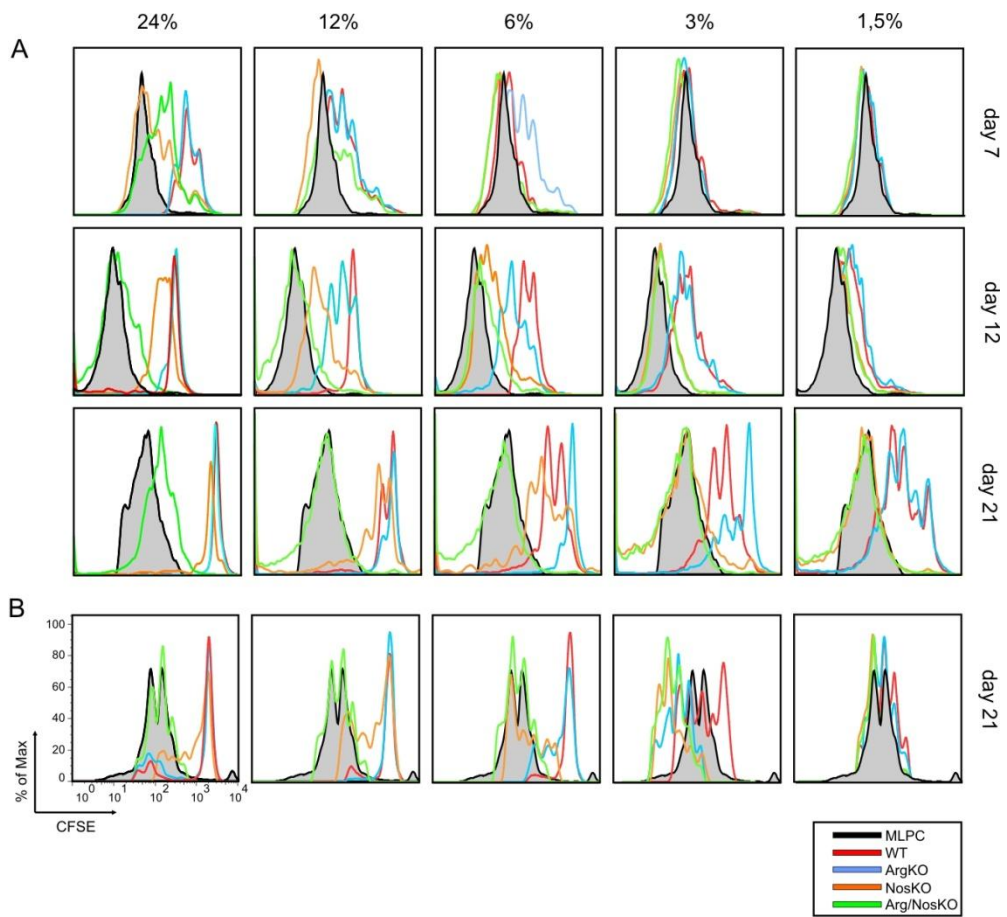 24% 12% 6% 3% 1,5%
A
day 7
day 12
day 21
B
100
80
60
40
20
0
% of Max
10^0 10^1 10^2 10^3 10^4
CFSE
day 21
MLPC
WT
ArgKO
NosKO
Arg/NosKO